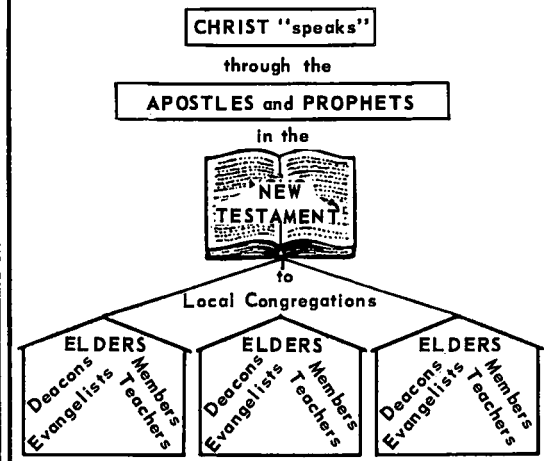 CHRIST "speaks"
through the
APOSTLES and PROPHETS
in the
NEW
TESTAMENT
to
Local Congregations
ELDERS
Deacons
Evangelists
Members
Teachers
ELDERS
Deacons
Evangelists
Members
Teachers
ELDERS
Deacons
Evangelists
Members
Teachers